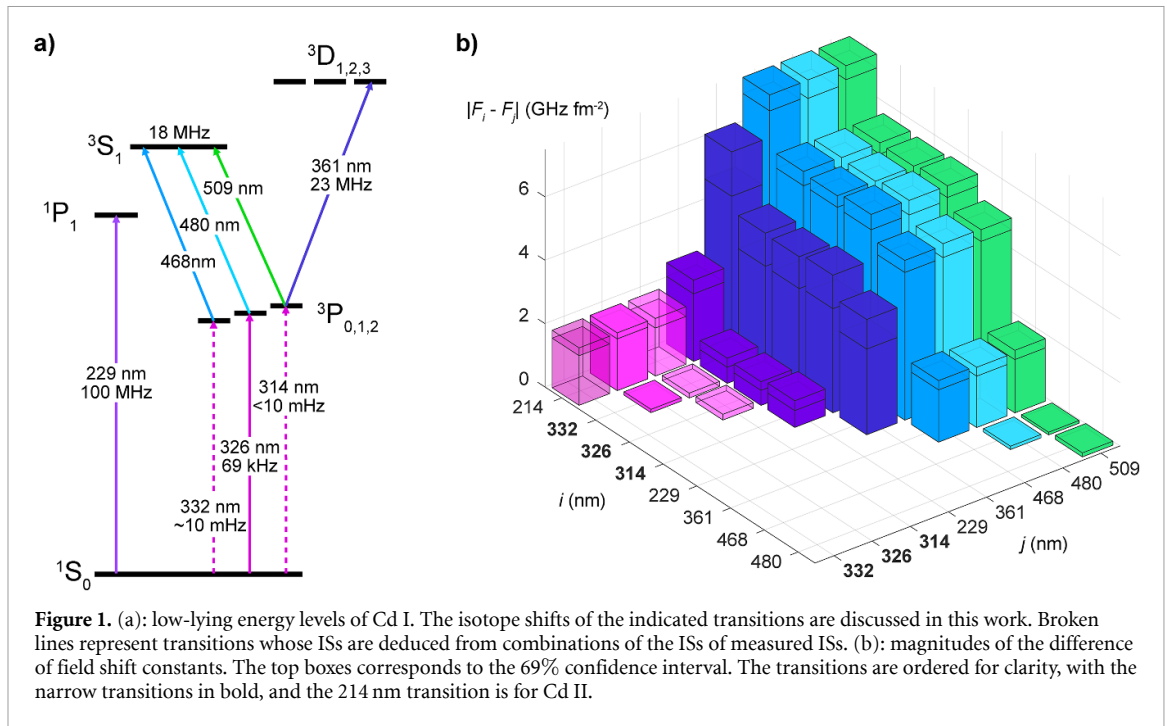 a)
³D₁,₂,₃
18 MHz
³S₁
361 nm
23 MHz
509 nm
480 nm
468nm
¹P₁
³P₀,₁,₂
229 nm
100 MHz
314 nm
<10 mHz
326 nm
69 kHz
332 nm
~10 mHz
¹S₀
b)
|Fᵢ - Fⱼ| (GHz fm⁻²)
6
4
2
0
214
332
326
314
229
361
468
480
i (nm)
509
480
468
361
229
314
326
332
j (nm)
Figure 1. (a): low-lying energy levels of Cd I. The isotope shifts of the indicated transitions are discussed in this work. Broken
lines represent transitions whose ISs are deduced from combinations of the ISs of measured ISs. (b): magnitudes of the difference
of field shift constants. The top boxes corresponds to the 69% confidence interval. The transitions are ordered for clarity, with the
narrow transitions in bold, and the 214 nm transition is for Cd II.